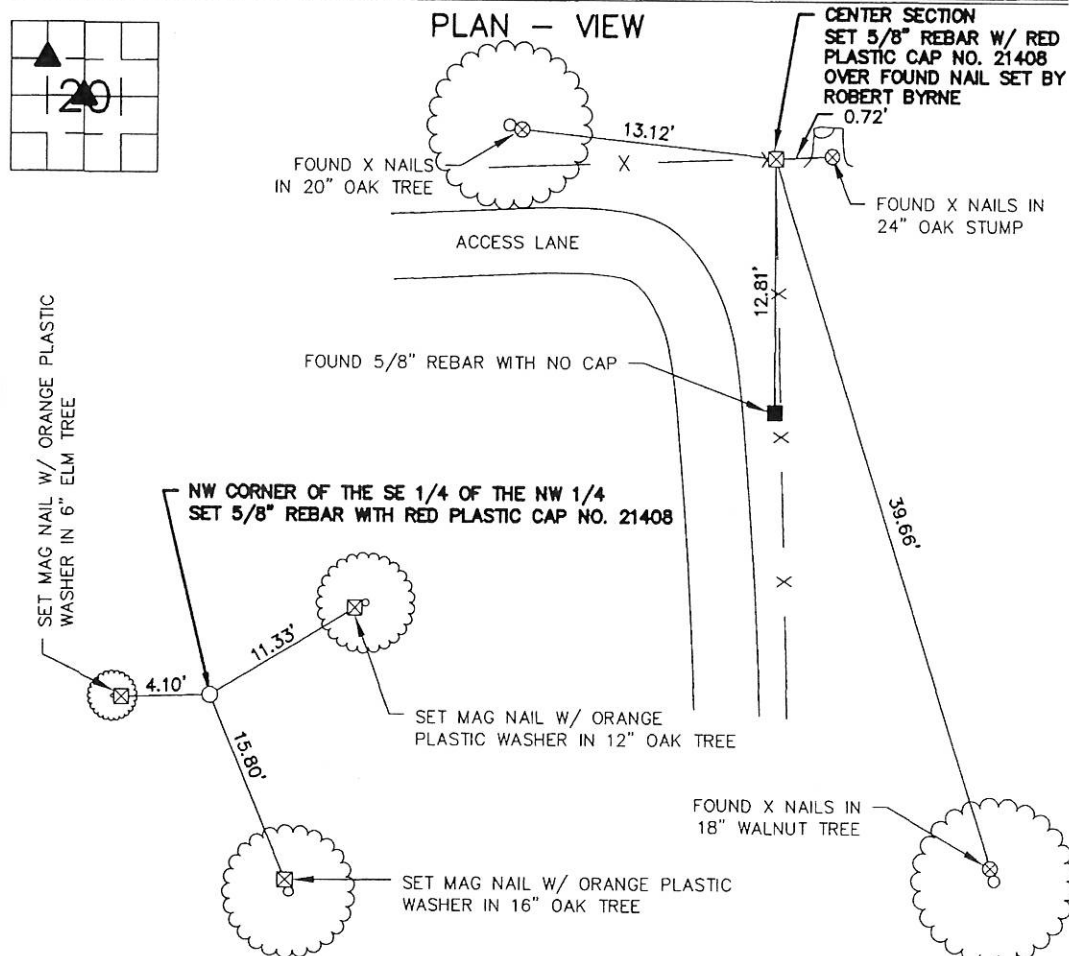 PLAN - VIEW
20
CENTER SECTION
SET 5/8" REBAR W/ RED
PLASTIC CAP NO. 21408
OVER FOUND NAIL SET BY
ROBERT BYRNE
0.72'
13.12'
FOUND X NAILS
IN 20" OAK TREE
X
FOUND X NAILS IN
24" OAK STUMP
ACCESS LANE
12.81'
X
FOUND 5/8" REBAR WITH NO CAP
X
X
39.66'
SET MAG NAIL W/ ORANGE PLASTIC
WASHER IN 6" ELM TREE
NW CORNER OF THE SE 1/4 OF THE NW 1/4
SET 5/8" REBAR WITH RED PLASTIC CAP NO. 21408
11.33'
4.10'
15.80'
SET MAG NAIL W/ ORANGE
PLASTIC WASHER IN 12" OAK TREE
FOUND X NAILS IN
18" WALNUT TREE
SET MAG NAIL W/ ORANGE PLASTIC
WASHER IN 16" OAK TREE